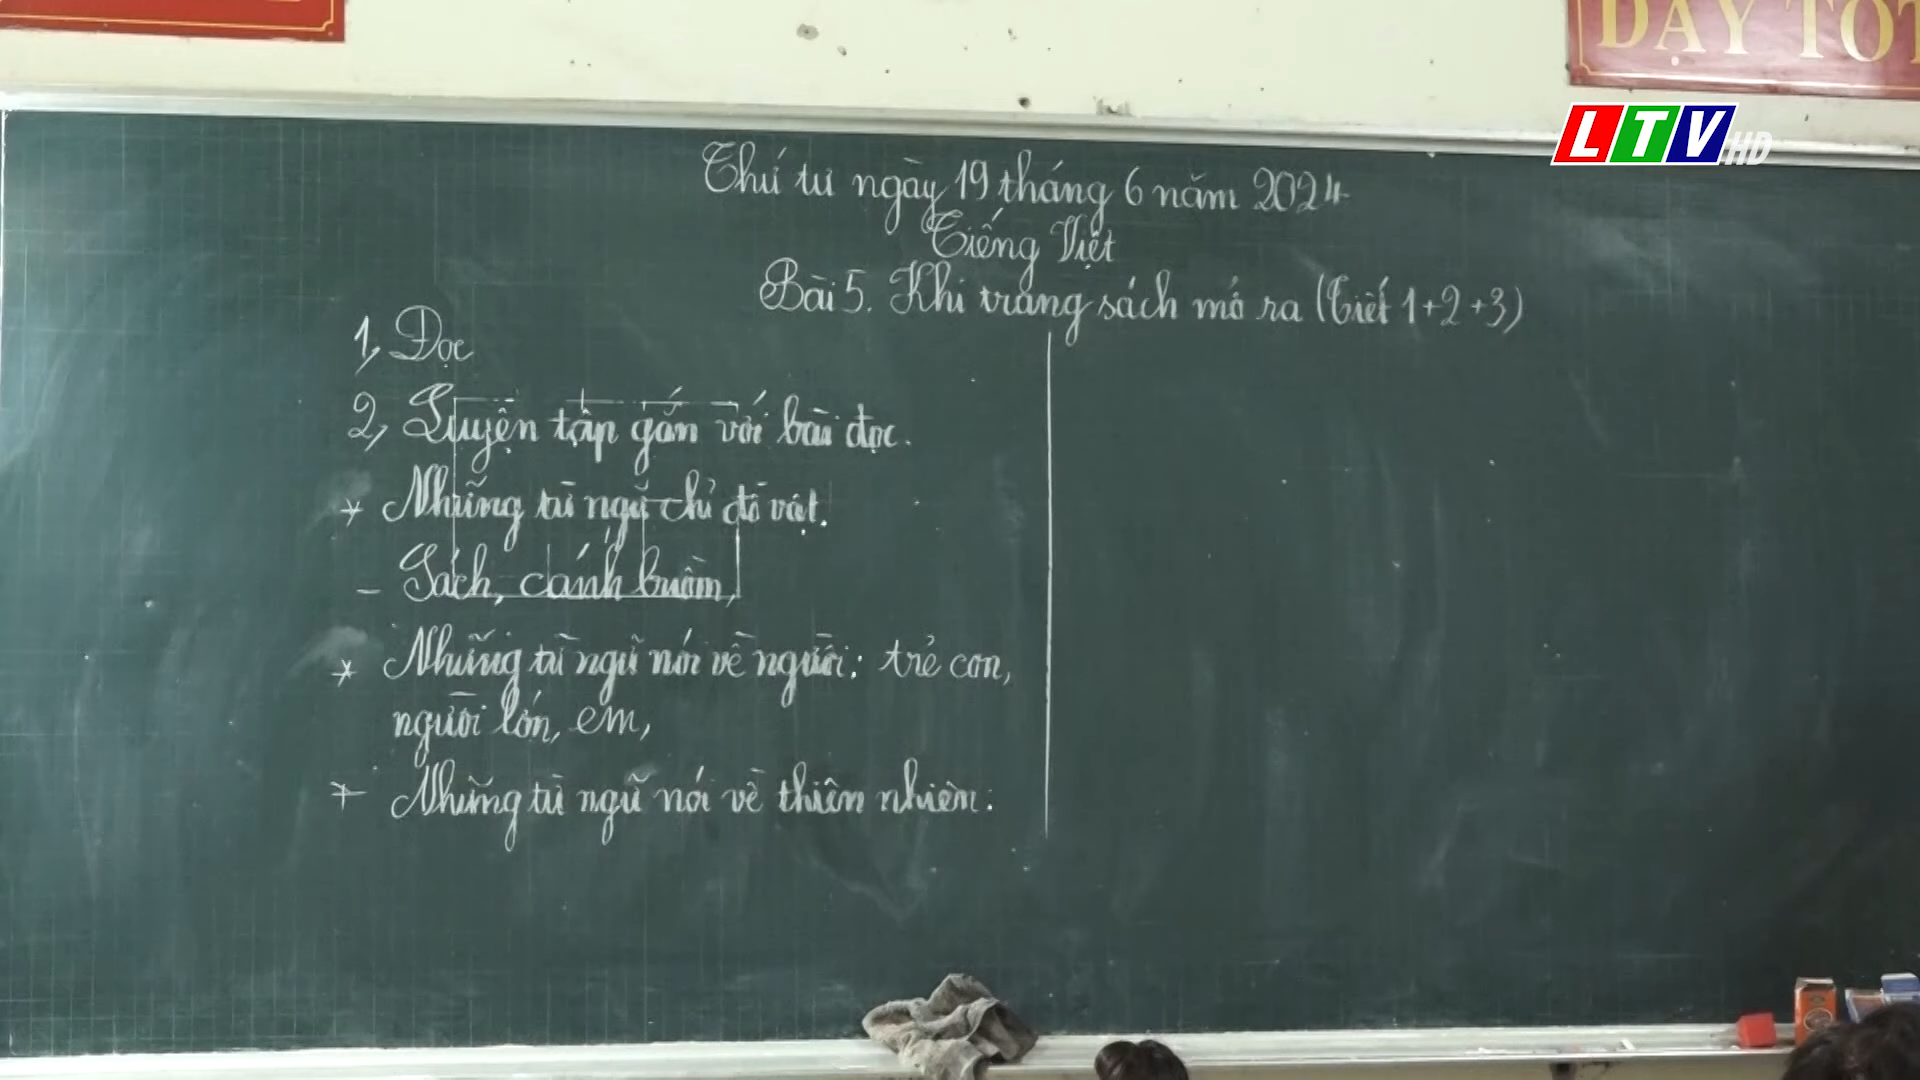 DẠY TỐT
LTV HD
Thứ tư ngày 19 tháng 6 năm 2024
Tiếng Việt
Bài 5. Khi trang sách mở ra (Tiết 1+2+3)
1, Đọc
2, Luyện tập gắn với bài đọc.
* Những từ ngữ chỉ đồ vật.
- Sách, cánh buồm,
* Những từ ngữ nói về người: trẻ con,
người lớn, em,
+ Những từ ngữ nói về thiên nhiên: